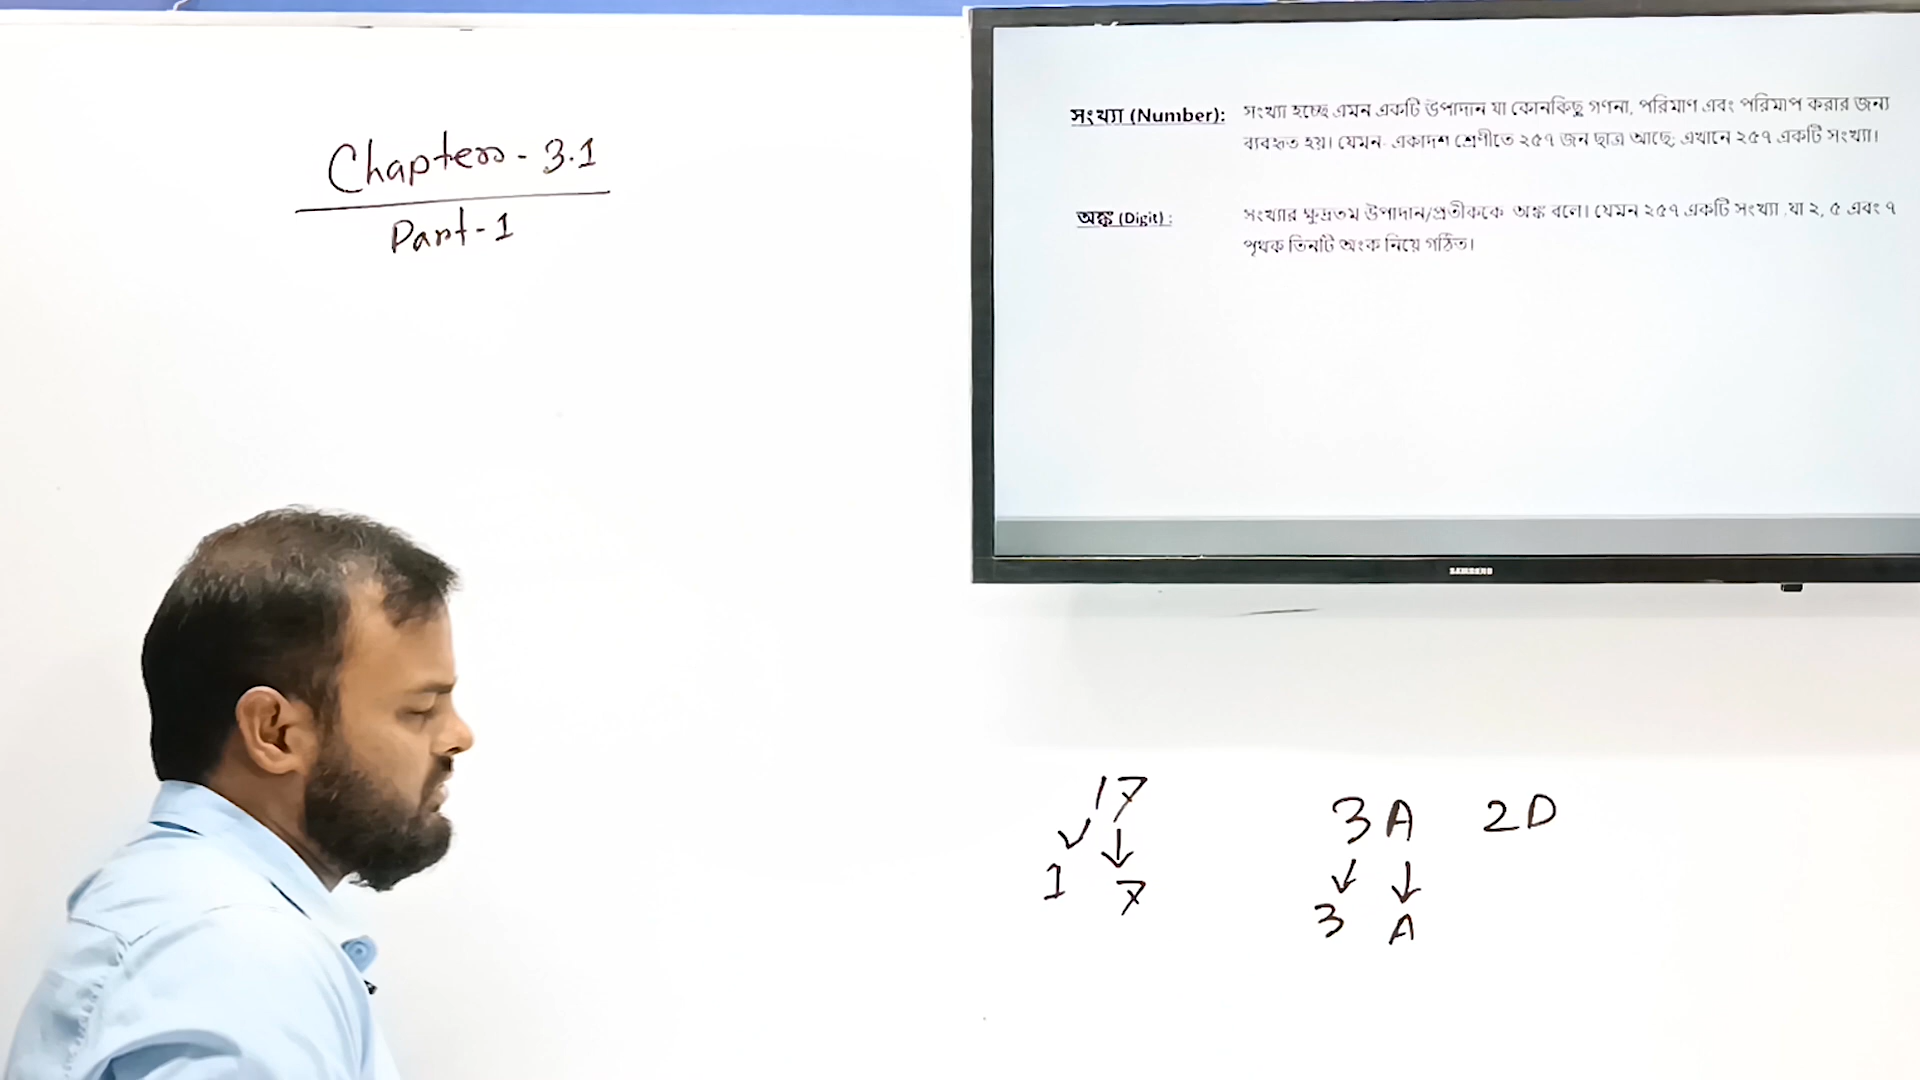 Chapter - 3.1
Part - 1
সংখ্যা (Number): সংখ্যা হচ্ছে এমন একটি উপাদান যা কোনকিছু গণনা, পরিমাণ এবং পরিমাপ করার জন্য
ব্যবহৃত হয়। যেমন- একাদশ শ্রেণীতে ২৫৭ জন ছাত্র আছে; এখানে ২৫৭ একটি সংখ্যা।
অঙ্ক (Digit) : সংখ্যার ক্ষুদ্রতম উপাদান/প্রতীককে অঙ্ক বলে। যেমন ২৫৭ একটি সংখ্যা ,যা ২, ৫ এবং ৭
পৃথক তিনটি অংক নিয়ে গঠিত।
SAMSUNG
17 3A 2D
1 7 3 A